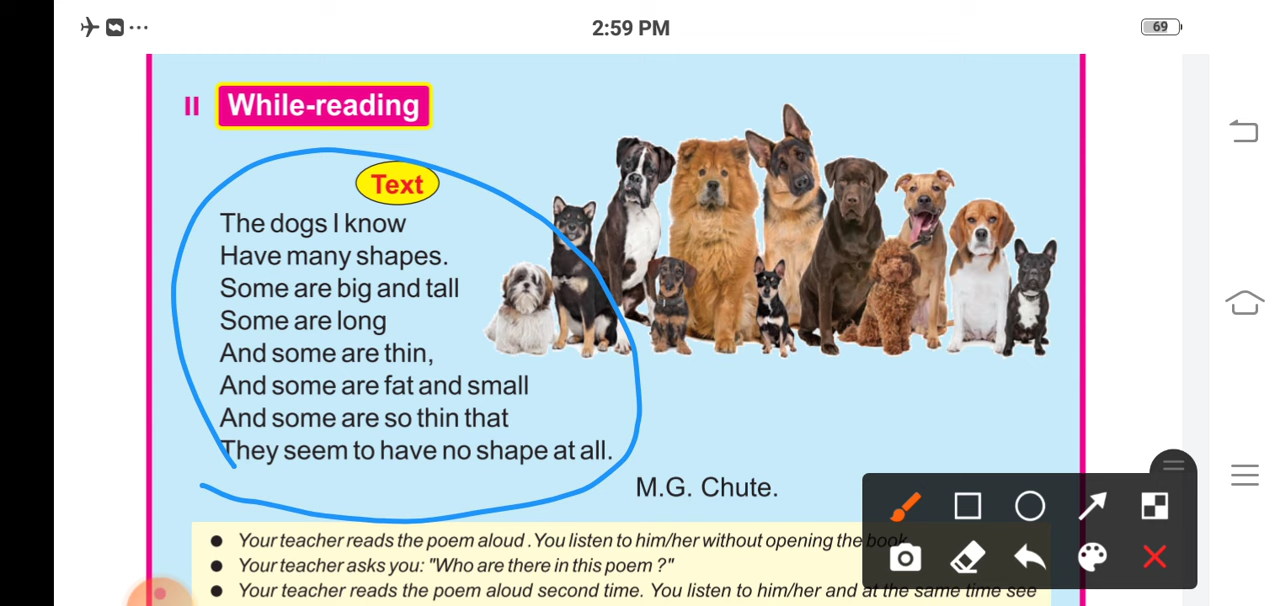 2:59 PM
69
II While-reading
Text
The dogs I know
Have many shapes.
Some are big and tall
Some are long
And some are thin,
And some are fat and small
And some are so thin that
They seem to have no shape at all.
M.G. Chute.
● Your teacher reads the poem aloud . You listen to him/her without opening the book
● Your teacher asks you: "Who are there in this poem ?"
● Your teacher reads the poem aloud second time. You listen to him/her and at the same time see